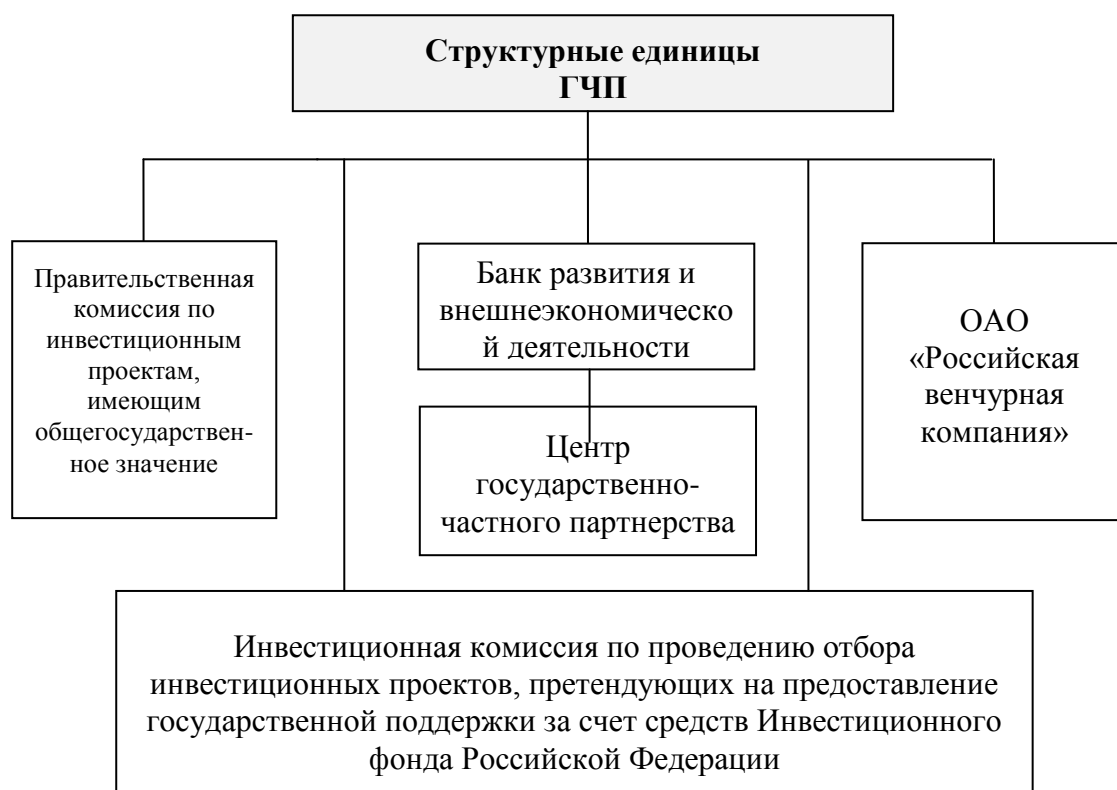 Структурные единицы
ГЧП
Правительственная
комиссия по
инвестиционным
проектам,
имеющим
общегосударствен-
ное значение
Банк развития и
внешнеэкономическо
й деятельности
Центр
государственно-
частного партнерства
ОАО
«Российская
венчурная
компания»
Инвестиционная комиссия по проведению отбора
инвестиционных проектов, претендующих на предоставление
государственной поддержки за счет средств Инвестиционного
фонда Российской Федерации